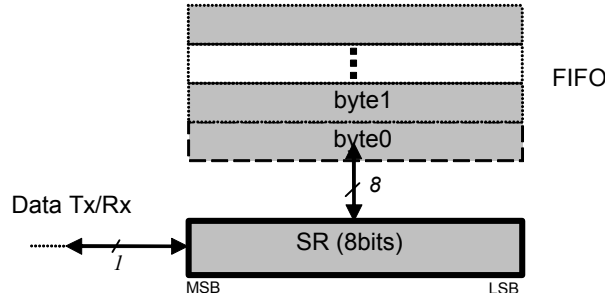 FIFO
byte1
byte0
8
Data Tx/Rx
SR (8bits)
1
MSB
LSB